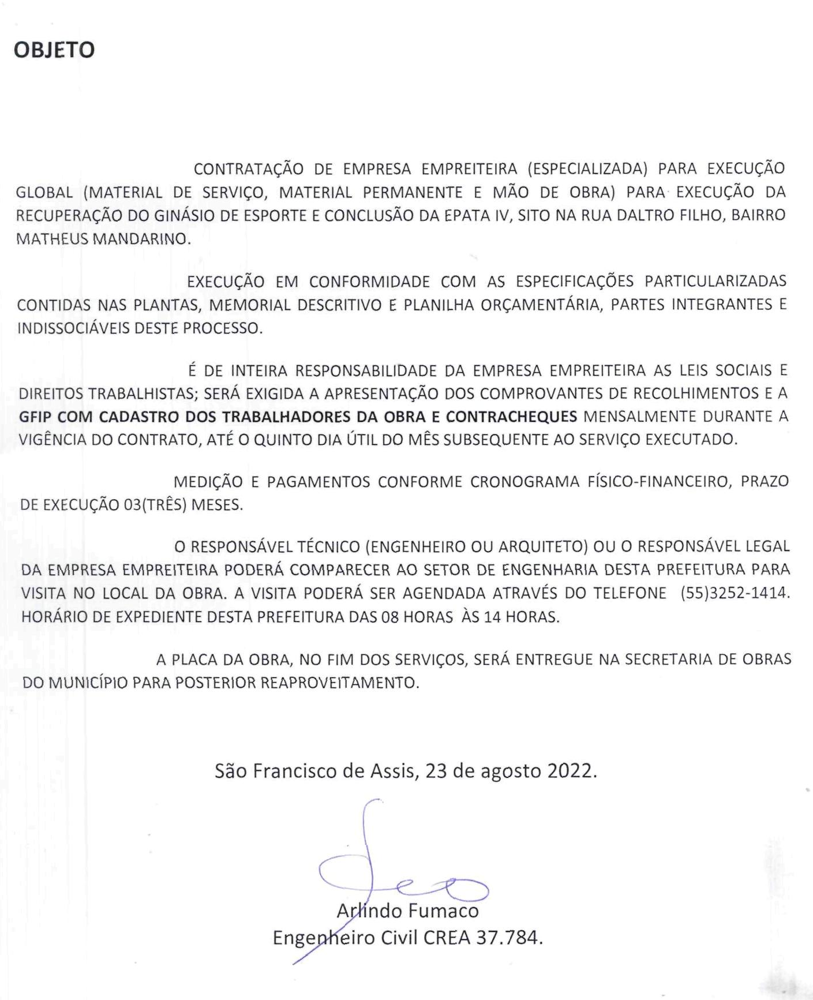 OBJETO
CONTRATAÇÃO DE EMPRESA EMPREITEIRA (ESPECIALIZADA) PARA EXECUÇÃO
GLOBAL (MATERIAL DE SERVIÇO, MATERIAL PERMANENTE E MÃO DE OBRA) PARA EXECUÇÃO DA
RECUPERAÇÃO DO GINÁSIO DE ESPORTE E CONCLUSÃO DA EPATA IV, SITO NA RUA DALTRO FILHO, BAIRRO
MATHEUS MANDARINO.
EXECUÇÃO EM CONFORMIDADE COM AS ESPECIFICAÇÕES PARTICULARIZADAS
CONTIDAS NAS PLANTAS, MEMORIAL DESCRITIVO E PLANILHA ORÇAMENTÁRIA, PARTES INTEGRANTES E
INDISSOCIÁVEIS DESTE PROCESSO.
É DE INTEIRA RESPONSABILIDADE DA EMPRESA EMPREITEIRA AS LEIS SOCIAIS E
DIREITOS TRABALHISTAS; SERÁ EXIGIDA A APRESENTAÇÃO DOS COMPROVANTES DE RECOLHIMENTOS E A
GFIP COM CADASTRO DOS TRABALHADORES DA OBRA E CONTRACHEQUES MENSALMENTE DURANTE A
VIGÊNCIA DO CONTRATO, ATÉ O QUINTO DIA ÚTIL DO MÊS SUBSEQUENTE AO SERVIÇO EXECUTADO.
MEDIÇÃO E PAGAMENTOS CONFORME CRONOGRAMA FÍSICO-FINANCEIRO, PRAZO
DE EXECUÇÃO 03(TRÊS) MESES.
O RESPONSÁVEL TÉCNICO (ENGENHEIRO OU ARQUITETO) OU O RESPONSÁVEL LEGAL
DA EMPRESA EMPREITEIRA PODERÁ COMPARECER AO SETOR DE ENGENHARIA DESTA PREFEITURA PARA
VISITA NO LOCAL DA OBRA. A VISITA PODERÁ SER AGENDADA ATRAVÉS DO TELEFONE (55)3252-1414.
HORÁRIO DE EXPEDIENTE DESTA PREFEITURA DAS 08 HORAS ÀS 14 HORAS.
A PLACA DA OBRA, NO FIM DOS SERVIÇOS, SERÁ ENTREGUE NA SECRETARIA DE OBRAS
DO MUNICÍPIO PARA POSTERIOR REAPROVEITAMENTO.
São Francisco de Assis, 23 de agosto 2022.
Arlindo Fumaco
Engenheiro Civil CREA 37.784.